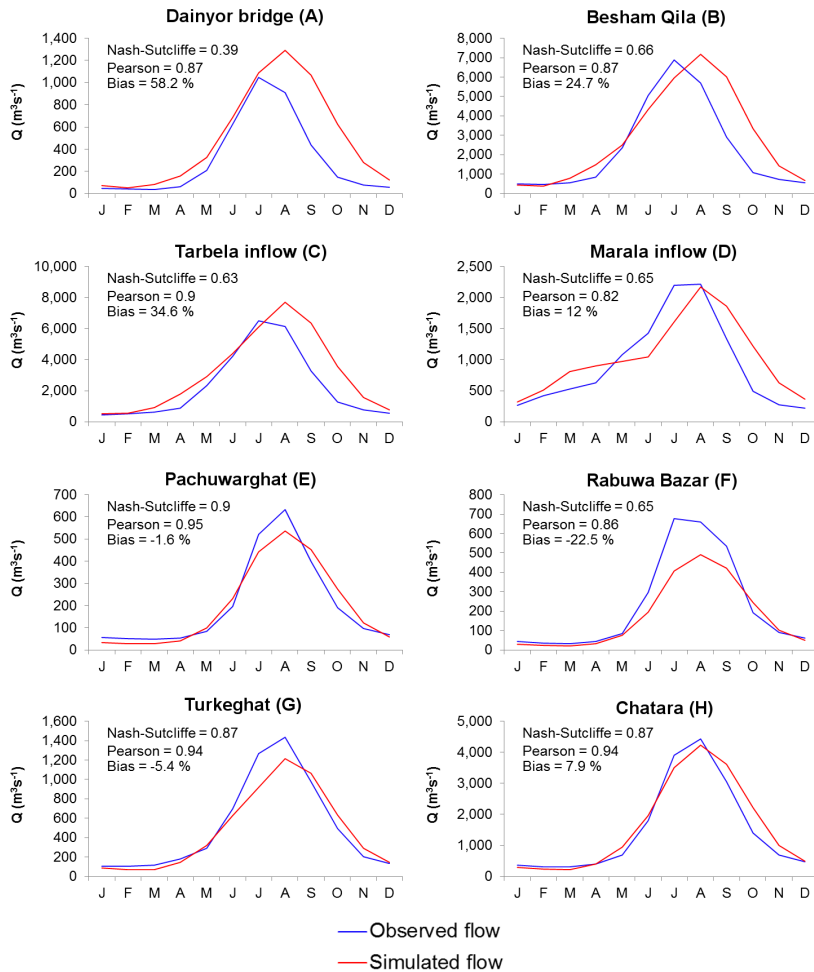 Dainyor bridge (A)
Nash-Sutcliffe = 0.39
Pearson = 0.87
Bias = 58.2 %
Q (m³s⁻¹)
1,400
1,200
1,000
800
600
400
200
0
J F M A M J J A S O N D
Besham Qila (B)
Nash-Sutcliffe = 0.66
Pearson = 0.87
Bias = 24.7 %
Q (m³s⁻¹)
8,000
7,000
6,000
5,000
4,000
3,000
2,000
1,000
0
J F M A M J J A S O N D
Tarbela inflow (C)
Nash-Sutcliffe = 0.63
Pearson = 0.9
Bias = 34.6 %
Q (m³s⁻¹)
10,000
8,000
6,000
4,000
2,000
0
J F M A M J J A S O N D
Marala inflow (D)
Nash-Sutcliffe = 0.65
Pearson = 0.82
Bias = 12 %
Q (m³s⁻¹)
2,500
2,000
1,500
1,000
500
0
J F M A M J J A S O N D
Pachuwarghat (E)
Nash-Sutcliffe = 0.9
Pearson = 0.95
Bias = -1.6 %
Q (m³s⁻¹)
700
600
500
400
300
200
100
0
J F M A M J J A S O N D
Rabuwa Bazar (F)
Nash-Sutcliffe = 0.65
Pearson = 0.86
Bias = -22.5 %
Q (m³s⁻¹)
800
700
600
500
400
300
200
100
0
J F M A M J J A S O N D
Turkeghat (G)
Nash-Sutcliffe = 0.87
Pearson = 0.94
Bias = -5.4 %
Q (m³s⁻¹)
1,600
1,400
1,200
1,000
800
600
400
200
0
J F M A M J J A S O N D
Chatara (H)
Nash-Sutcliffe = 0.87
Pearson = 0.94
Bias = 7.9 %
Q (m³s⁻¹)
5,000
4,000
3,000
2,000
1,000
0
J F M A M J J A S O N D
Observed flow
Simulated flow